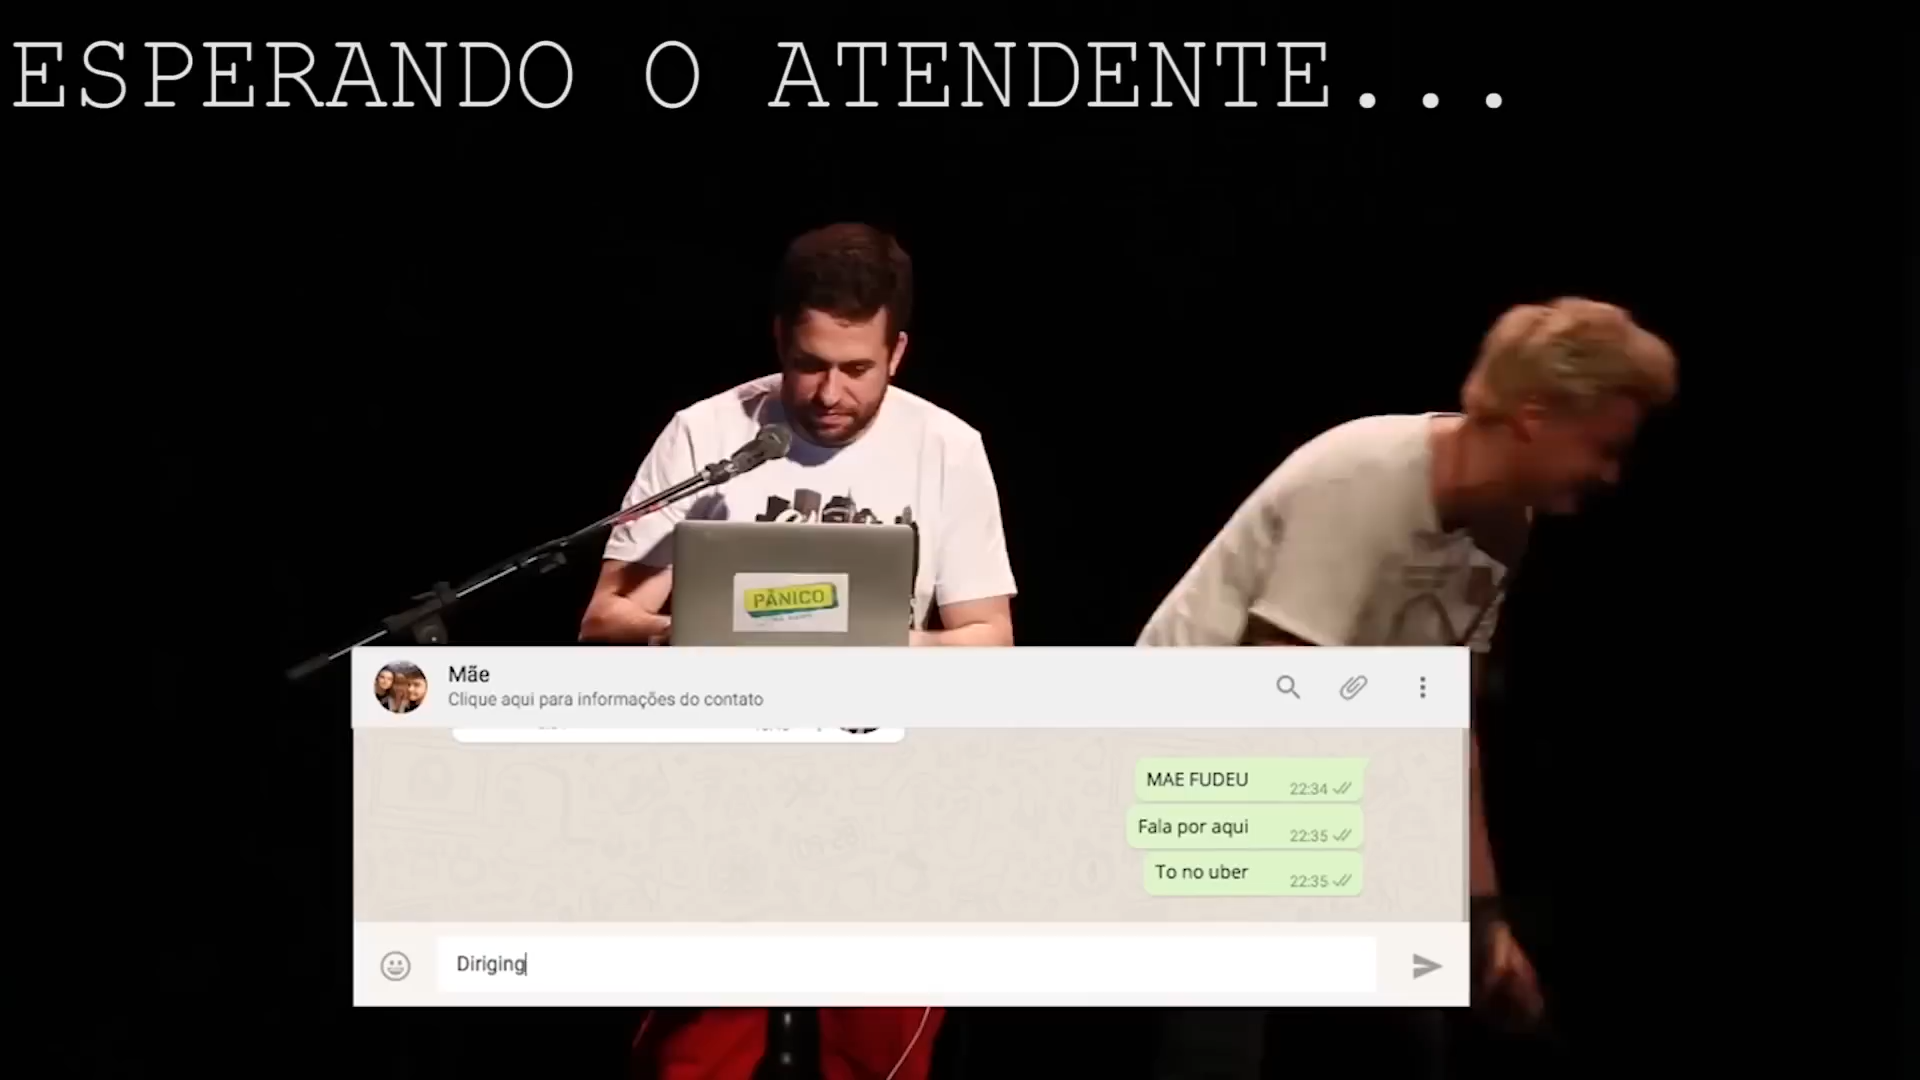 ESPERANDO O ATENDENTE...
PÂNICO
Mãe
Clique aqui para informações do contato
MAE FUDEU
22:34
Fala por aqui
22:35
To no uber
22:35
Diriging